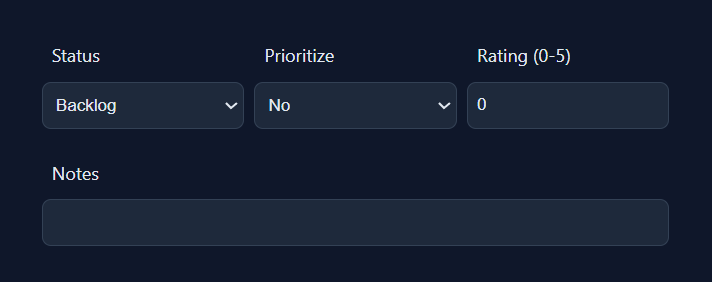 Status Prioritize Rating (0-5)
Backlog No 0
Notes